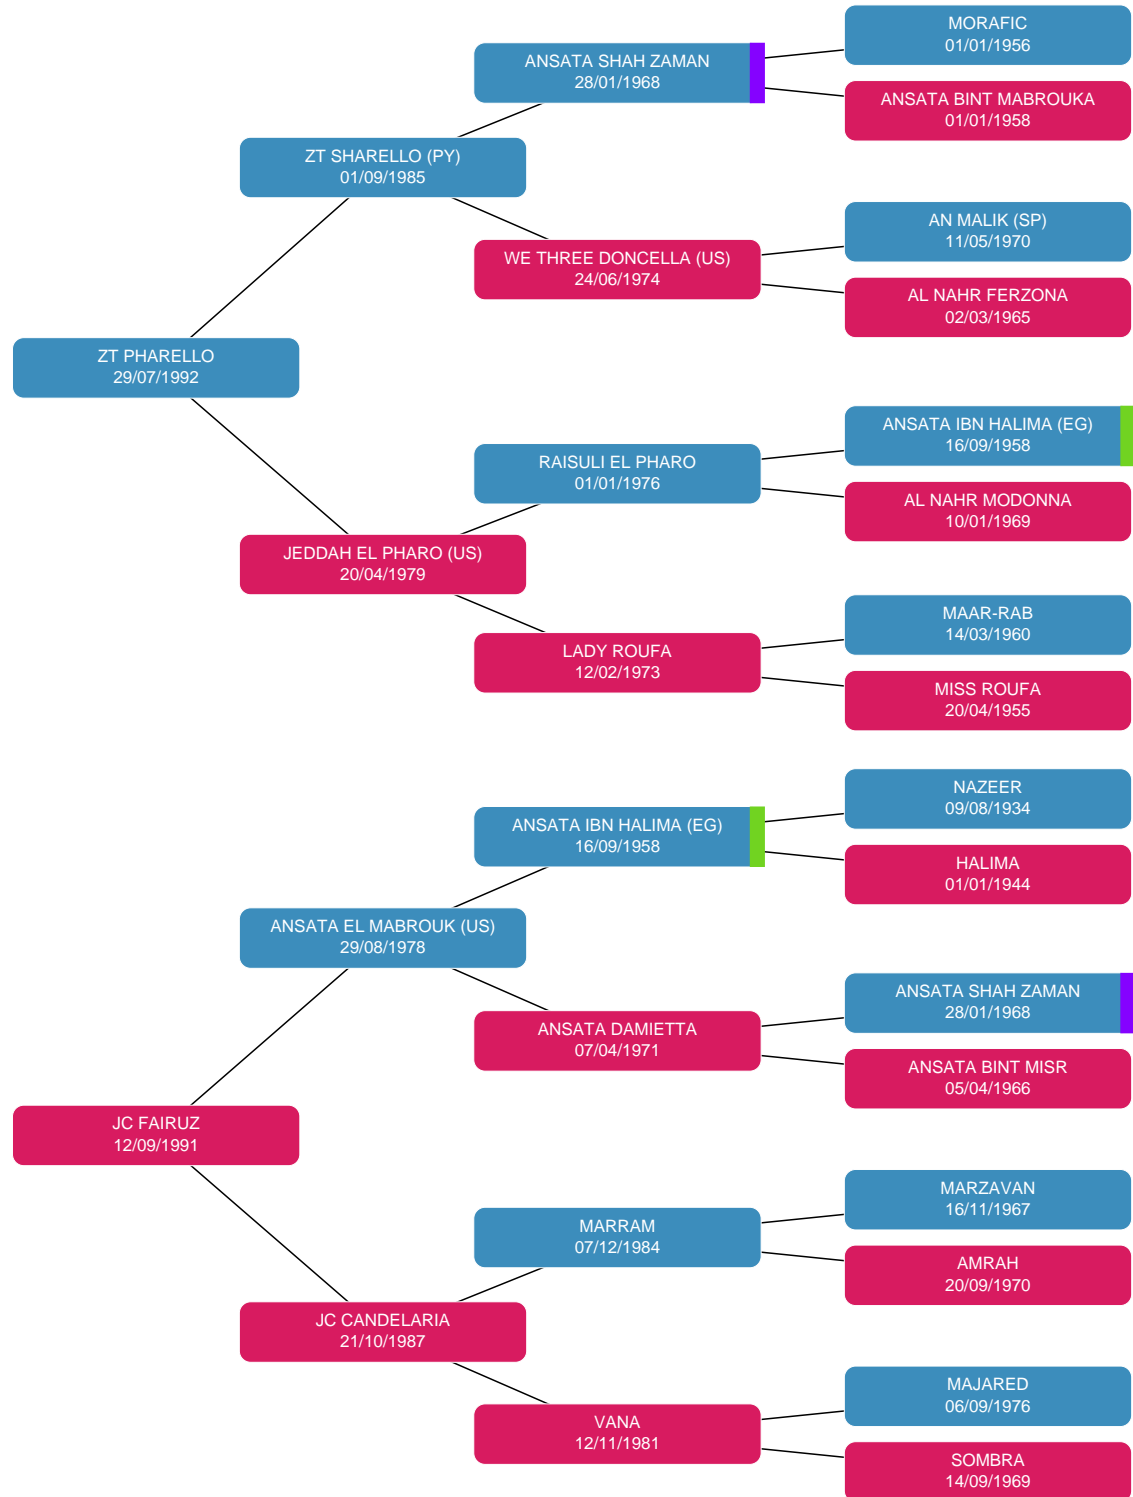 MORAFIC
01/01/1956
ANSATA SHAH ZAMAN
28/01/1968
ANSATA BINT MABROUKA
01/01/1958
ZT SHARELLO (PY)
01/09/1985
AN MALIK (SP)
11/05/1970
WE THREE DONCELLA (US)
24/06/1974
AL NAHR FERZONA
02/03/1965
ZT PHARELLO
29/07/1992
ANSATA IBN HALIMA (EG)
16/09/1958
RAISULI EL PHARO
01/01/1976
AL NAHR MODONNA
10/01/1969
JEDDAH EL PHARO (US)
20/04/1979
MAAR-RAB
14/03/1960
LADY ROUFA
12/02/1973
MISS ROUFA
20/04/1955
NAZEER
09/08/1934
ANSATA IBN HALIMA (EG)
16/09/1958
HALIMA
01/01/1944
ANSATA EL MABROUK (US)
29/08/1978
ANSATA SHAH ZAMAN
28/01/1968
ANSATA DAMIETTA
07/04/1971
ANSATA BINT MISR
05/04/1966
JC FAIRUZ
12/09/1991
MARZAVAN
16/11/1967
MARRAM
07/12/1984
AMRAH
20/09/1970
JC CANDELARIA
21/10/1987
MAJARED
06/09/1976
VANA
12/11/1981
SOMBRA
14/09/1969